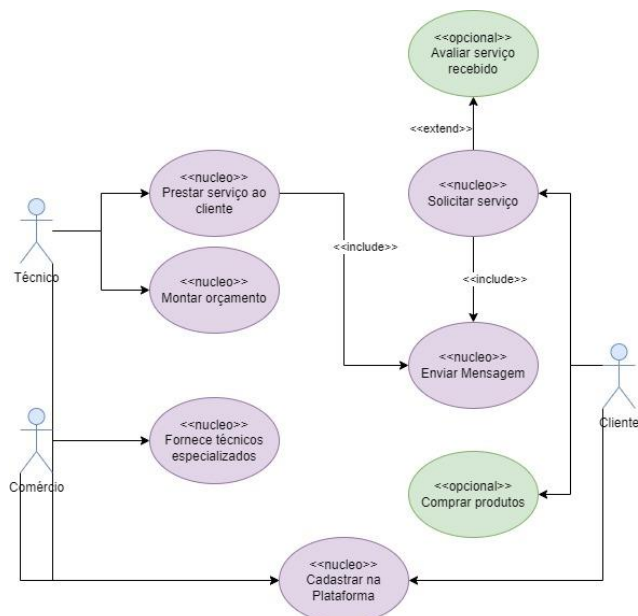 <<opcional>>
Avaliar serviço
recebido
<<extend>>
<<nucleo>>
Prestar serviço ao
cliente
<<nucleo>>
Solicitar serviço
<<include>>
<<include>>
Técnico
<<nucleo>>
Montar orçamento
<<nucleo>>
Enviar Mensagem
Cliente
<<nucleo>>
Fornece técnicos
especializados
Comércio
<<opcional>>
Comprar produtos
<<nucleo>>
Cadastrar na
Plataforma